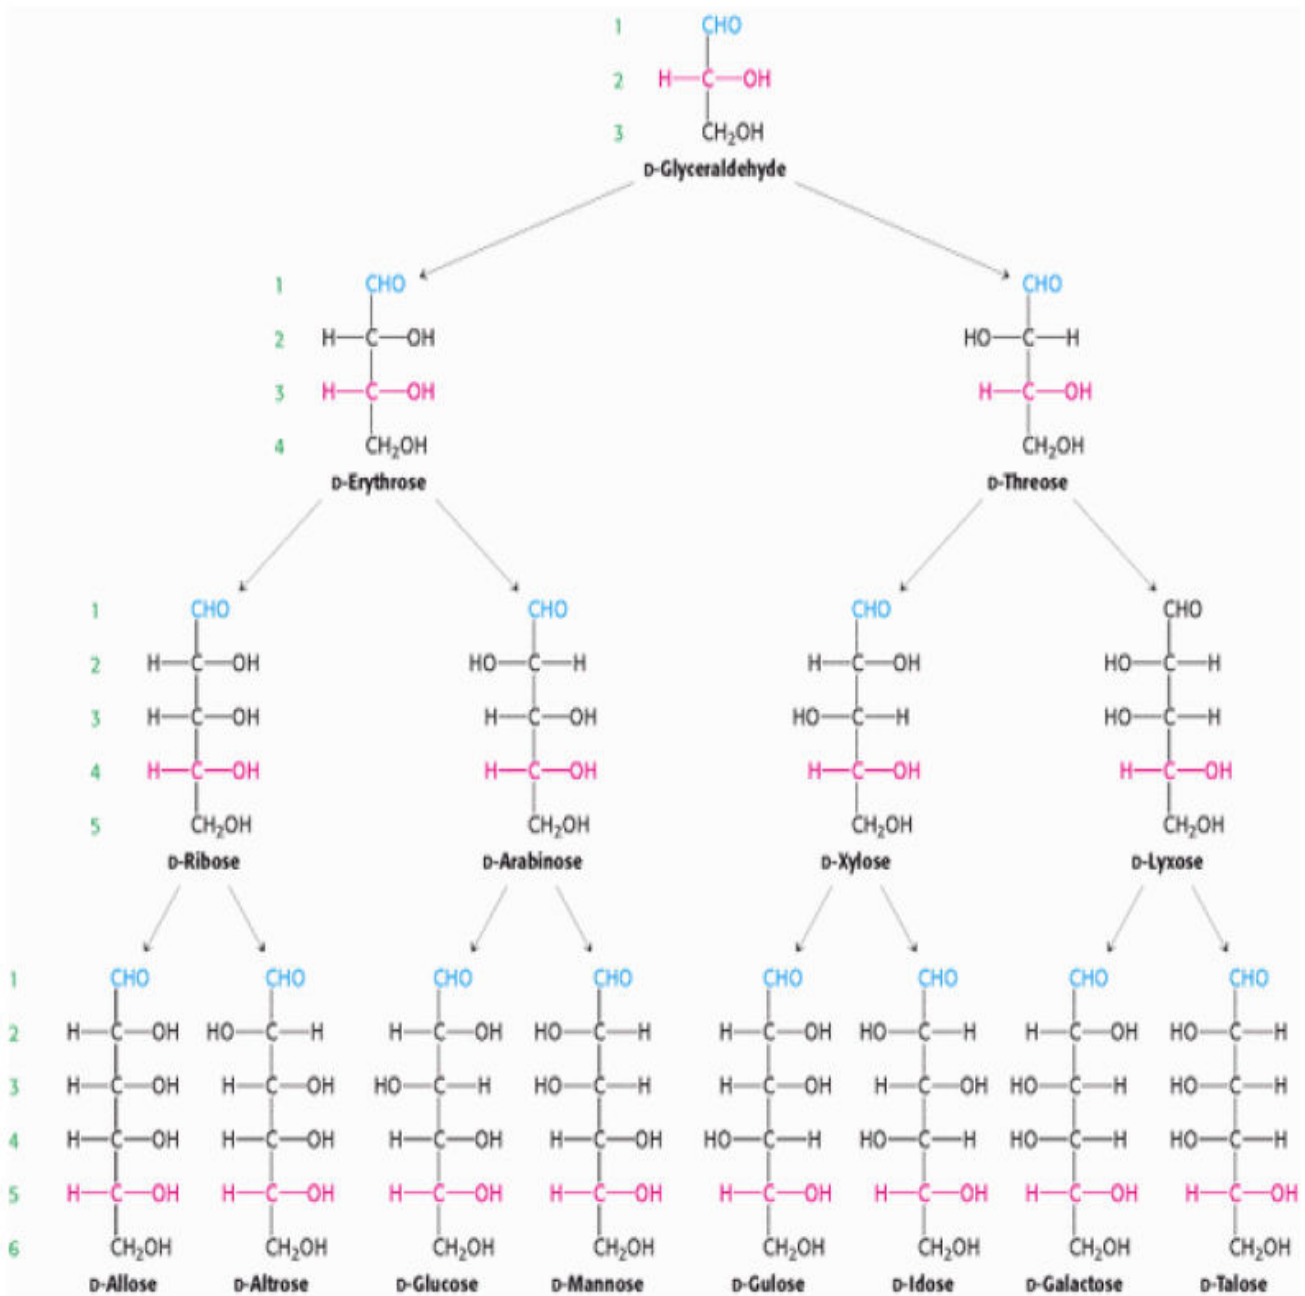 1 CHO
2 H—C—OH
3 CH₂OH
D-Glyceraldehyde
1 CHO CHO
2 H—C—OH HO—C—H
3 H—C—OH H—C—OH
4 CH₂OH CH₂OH
D-Erythrose D-Threose
1 CHO CHO CHO CHO
2 H—C—OH HO—C—H H—C—OH HO—C—H
3 H—C—OH H—C—OH HO—C—H HO—C—H
4 H—C—OH H—C—OH H—C—OH H—C—OH
5 CH₂OH CH₂OH CH₂OH CH₂OH
D-Ribose D-Arabinose D-Xylose D-Lyxose
1 CHO CHO CHO CHO CHO CHO CHO CHO
2 H—C—OH HO—C—H H—C—OH HO—C—H H—C—OH HO—C—H H—C—OH HO—C—H
3 H—C—OH H—C—OH HO—C—H HO—C—H H—C—OH H—C—OH HO—C—H HO—C—H
4 H—C—OH H—C—OH H—C—OH H—C—OH HO—C—H HO—C—H HO—C—H HO—C—H
5 H—C—OH H—C—OH H—C—OH H—C—OH H—C—OH H—C—OH H—C—OH H—C—OH
6 CH₂OH CH₂OH CH₂OH CH₂OH CH₂OH CH₂OH CH₂OH CH₂OH
D-Allose D-Altrose D-Glucose D-Mannose D-Gulose D-Idose D-Galactose D-Talose